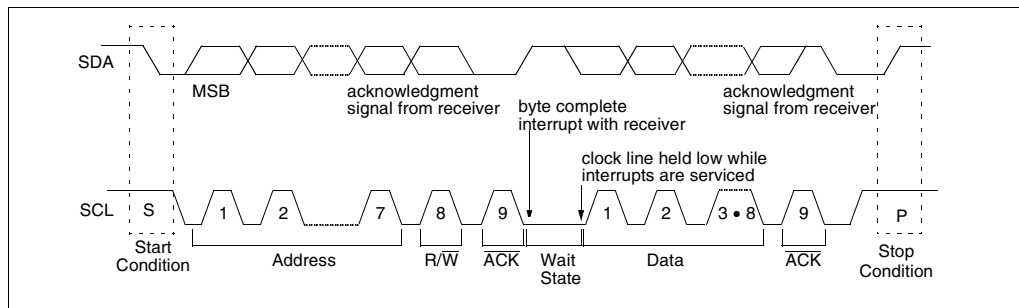 SDA
MSB
acknowledgment
signal from receiver
byte complete
interrupt with receiver
acknowledgment
signal from receiver
clock line held low while
interrupts are serviced
SCL
S
1
2
7
8
9
1
2
3 • 8
9
P
Start
Condition
Address
R/W̅
A̅C̅K̅
Wait
State
Data
A̅C̅K̅
Stop
Condition